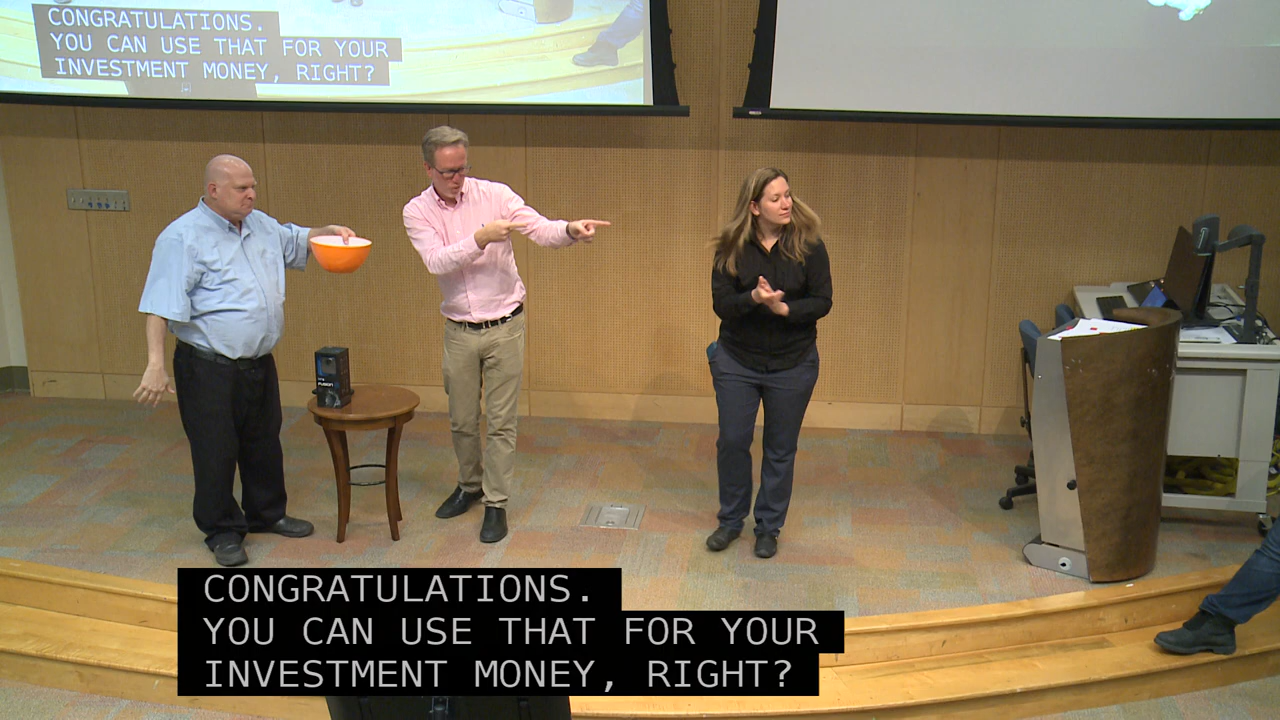 CONGRATULATIONS.
YOU CAN USE THAT FOR YOUR
INVESTMENT MONEY, RIGHT?
FUSION
CONGRATULATIONS.
YOU CAN USE THAT FOR YOUR
INVESTMENT MONEY, RIGHT?